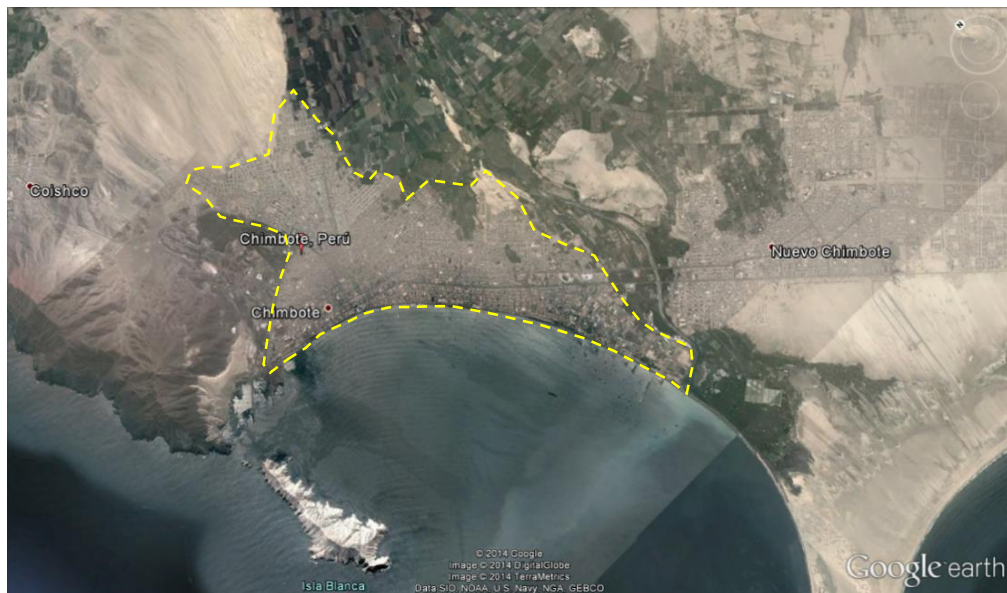 N
Coishco
Chimbote, Perú
Nuevo Chimbote
Chimbote
© 2014 Google
Image © 2014 DigitalGlobe
Image © 2014 TerraMetrics
Data SIO, NOAA, U.S. Navy, NGA, GEBCO
Isla Blanca
Google earth